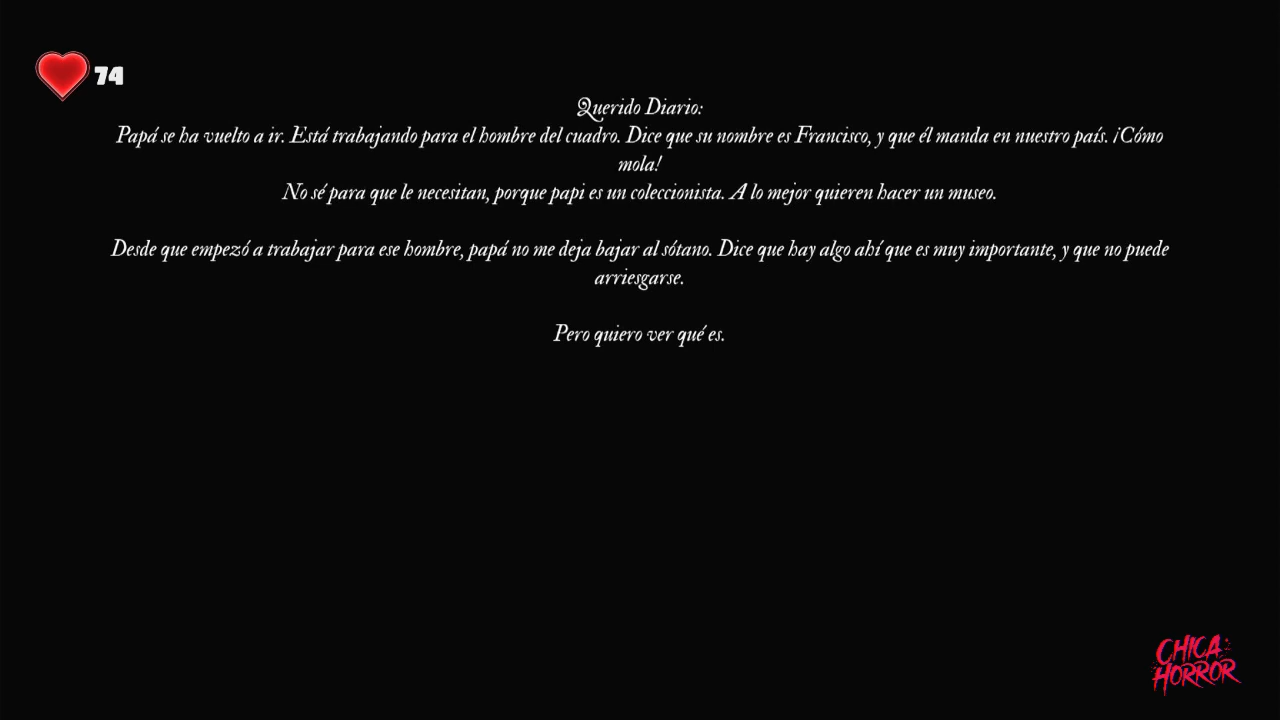 74
Querido Diario:
Papá se ha vuelto a ir. Está trabajando para el hombre del cuadro. Dice que su nombre es Francisco, y que él manda en nuestro país. ¡Cómo
mola!
No sé para que le necesitan, porque papi es un coleccionista. A lo mejor quieren hacer un museo.
Desde que empezó a trabajar para ese hombre, papá no me deja bajar al sótano. Dice que hay algo ahí que es muy importante, y que no puede
arriesgarse.
Pero quiero ver qué es.
CHICA
HORROR